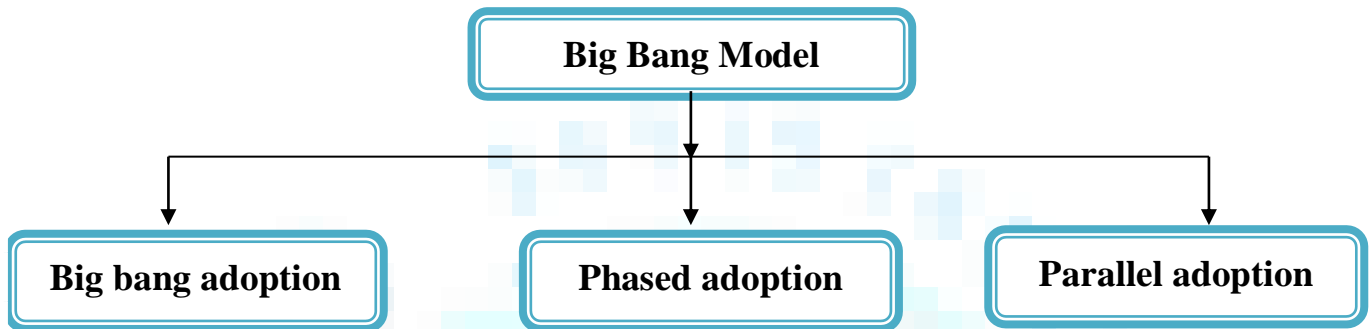 Big Bang Model
Big bang adoption
Phased adoption
Parallel adoption